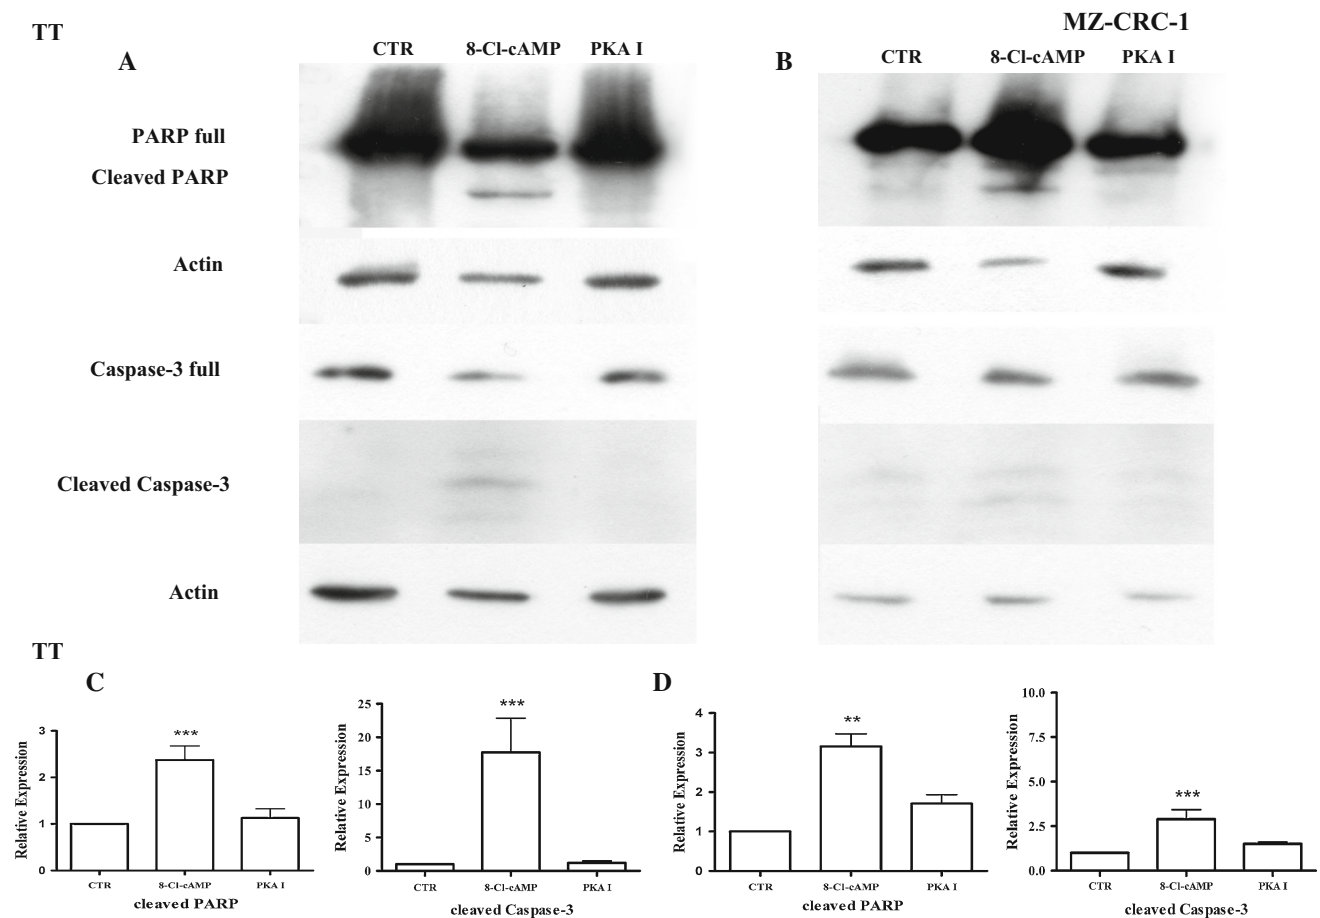 TT
MZ-CRC-1
A
CTR 8-Cl-cAMP PKA I
B
CTR 8-Cl-cAMP PKA I
PARP full
Cleaved PARP
Actin
Caspase-3 full
Cleaved Caspase-3
Actin
TT
C
D
Relative Expression
3
2
1
0
***
CTR 8-Cl-cAMP PKA I
cleaved PARP
Relative Expression
25
20
15
10
5
0
***
CTR 8-Cl-cAMP PKA I
cleaved Caspase-3
Relative Expression
4
3
2
1
0
**
CTR 8-Cl-cAMP PKA I
cleaved PARP
Relative Expression
10.0
7.5
5.0
2.5
0.0
***
CTR 8-Cl-cAMP PKA I
cleaved Caspase-3